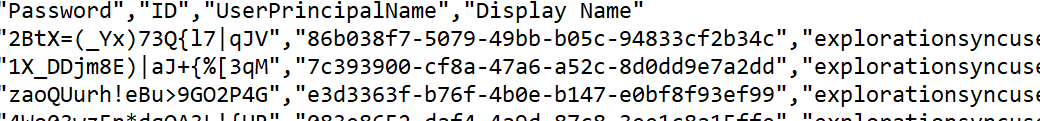 "Password","ID","UserPrincipalName","Display Name"
"2BtX=(_Yx)73Q{l7|qJV","86b038f7-5079-49bb-b05c-94833cf2b34c","explorationsyncuse
"1X_DDjm8E)|aJ+{%[3qM","7c393900-cf8a-47a6-a52c-8d0dd9e7a2dd","explorationsyncuse
"zaoQUurh!eBu>9GO2P4G","e3d3363f-b76f-4b0e-b147-e0bf8f93ef99","explorationsyncuse